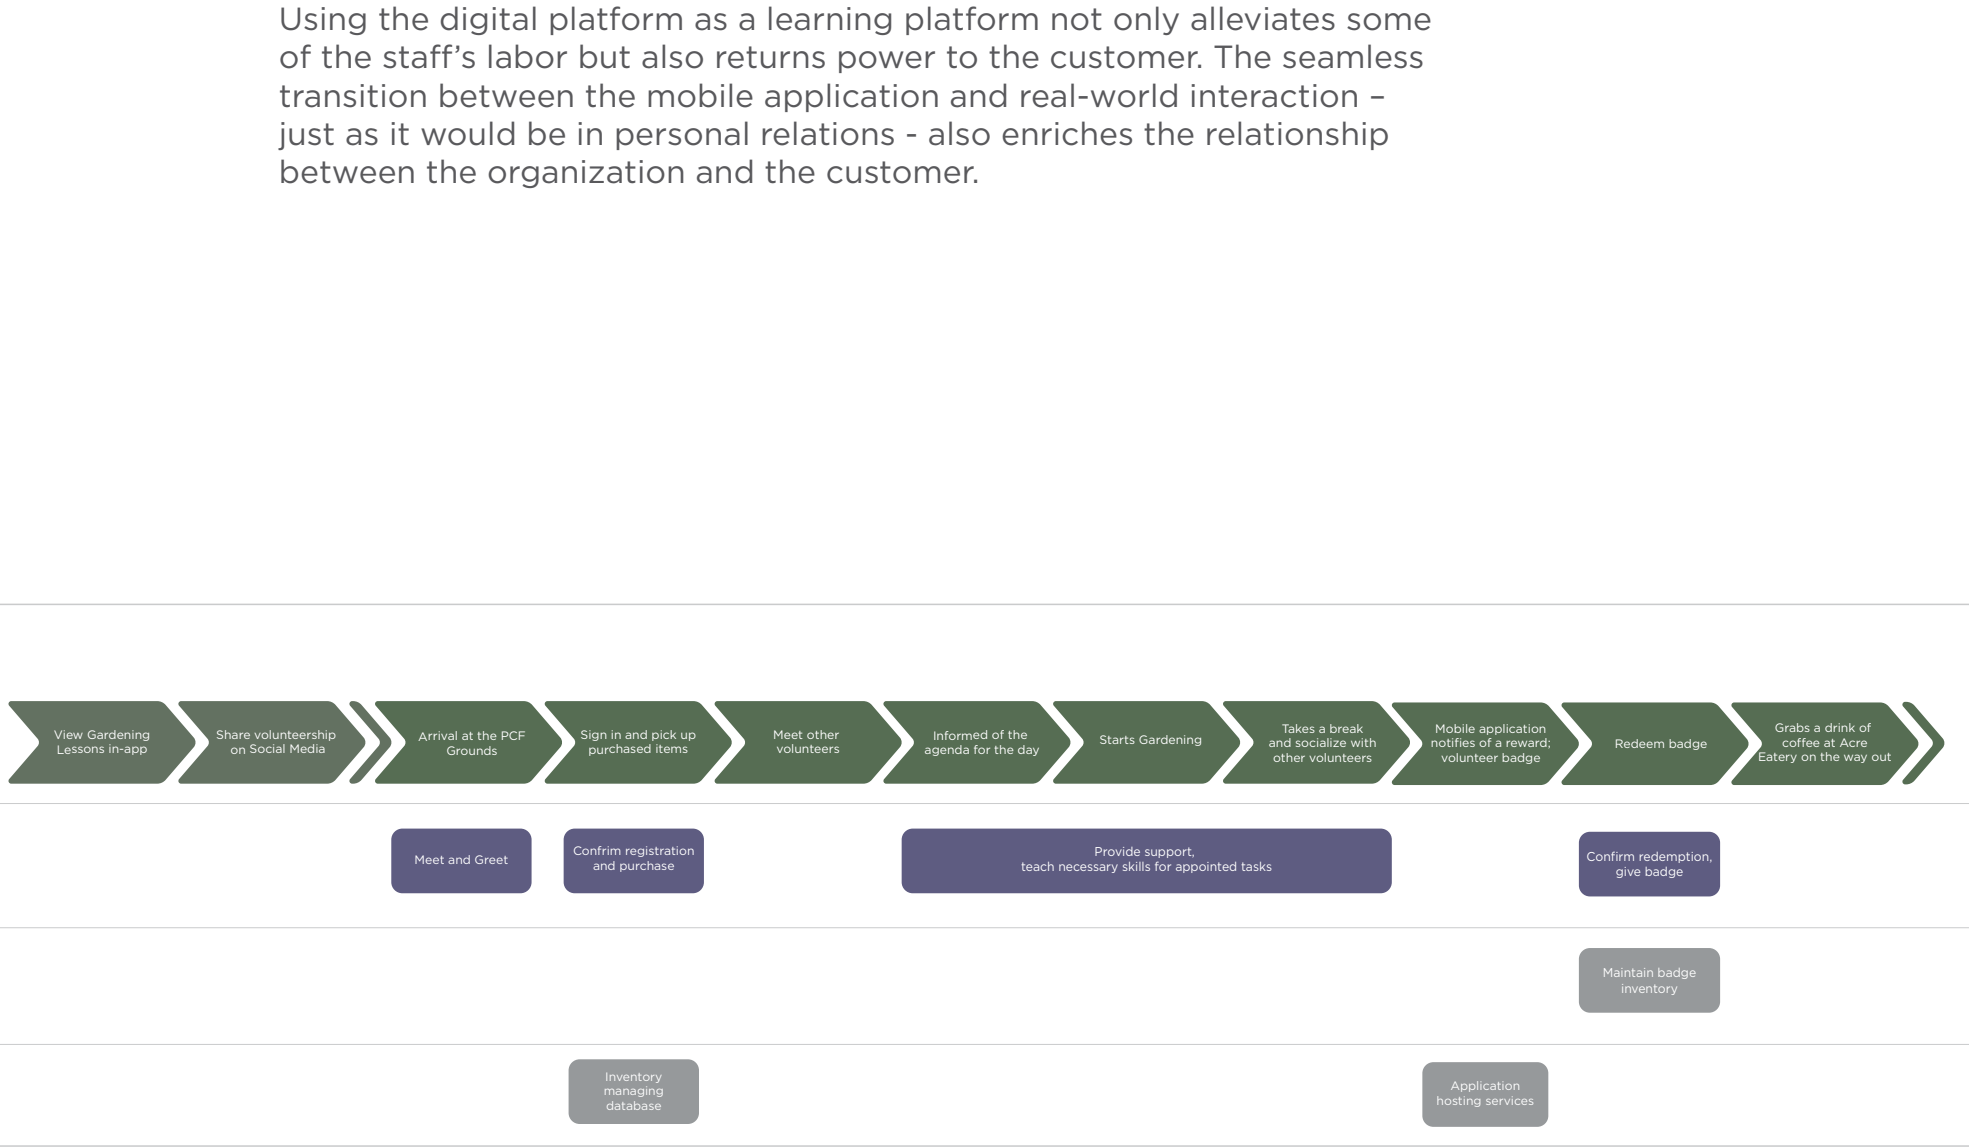 Using the digital platform as a learning platform not only alleviates some
of the staff’s labor but also returns power to the customer. The seamless
transition between the mobile application and real-world interaction –
just as it would be in personal relations - also enriches the relationship
between the organization and the customer.
View Gardening
Lessons in-app
Share volunteership
on Social Media
Arrival at the PCF
Grounds
Sign in and pick up
purchased items
Meet other
volunteers
Informed of the
agenda for the day
Starts Gardening
Takes a break
and socialize with
other volunteers
Mobile application
notifies of a reward;
volunteer badge
Redeem badge
Grabs a drink of
coffee at Acre
Eatery on the way out
Meet and Greet
Confrim registration
and purchase
Provide support,
teach necessary skills for appointed tasks
Confirm redemption,
give badge
Maintain badge
inventory
Inventory
managing
database
Application
hosting services